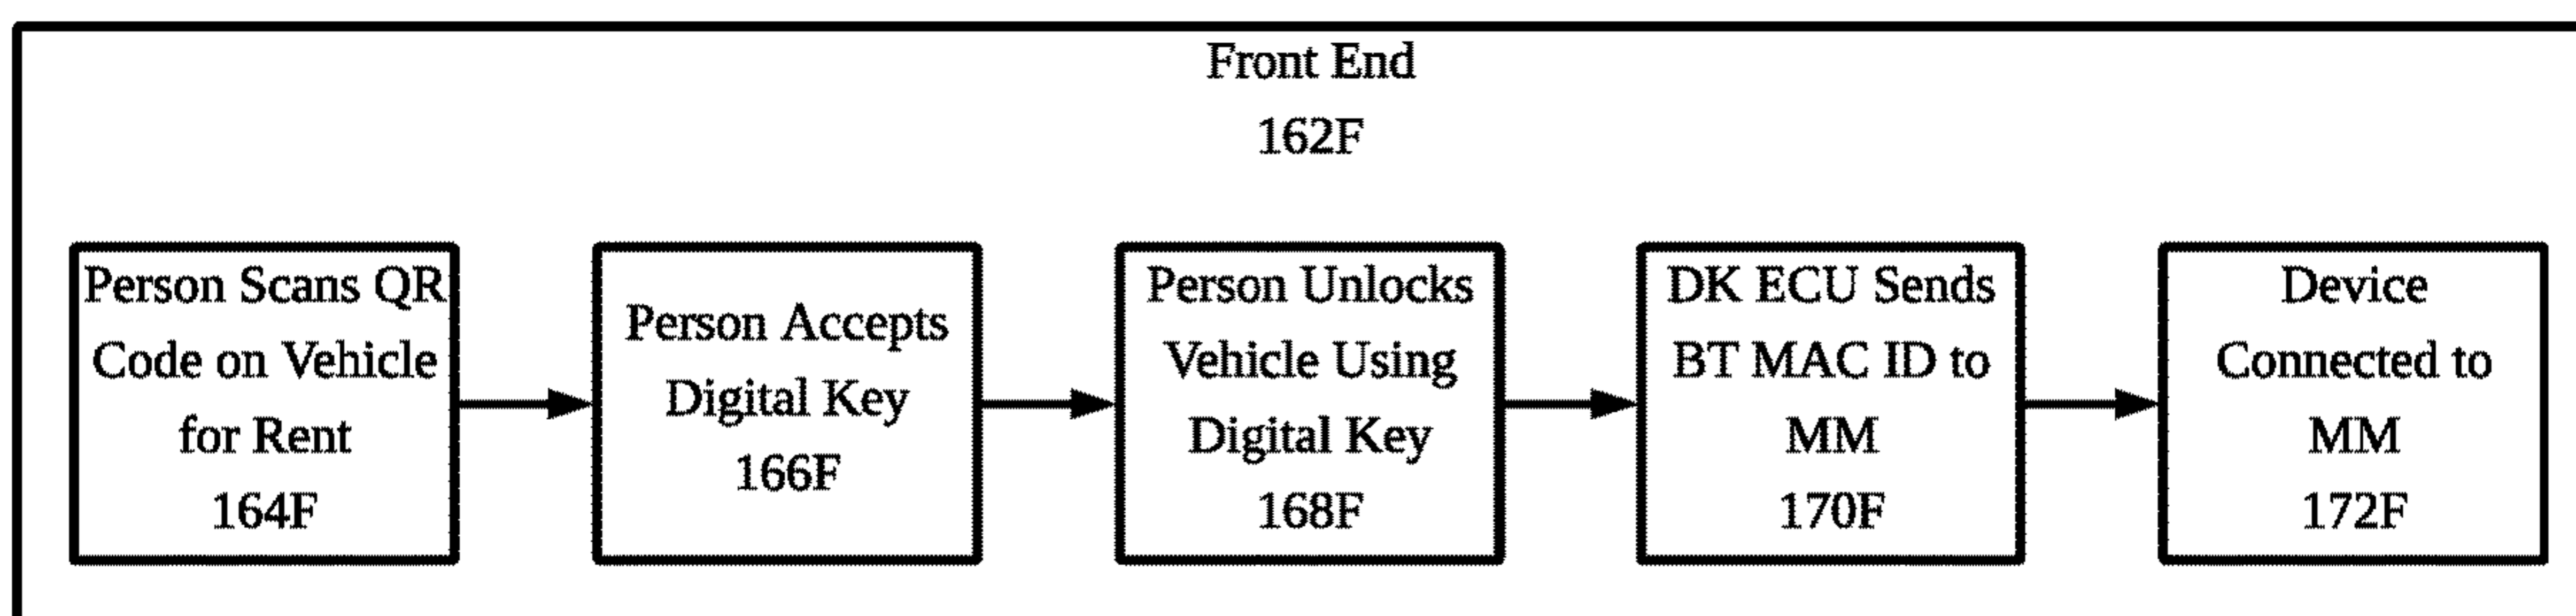 Front End
162F
Person Scans QR
Code on Vehicle
for Rent
164F
Person Accepts
Digital Key
166F
Person Unlocks
Vehicle Using
Digital Key
168F
DK ECU Sends
BT MAC ID to
MM
170F
Device
Connected to
MM
172F